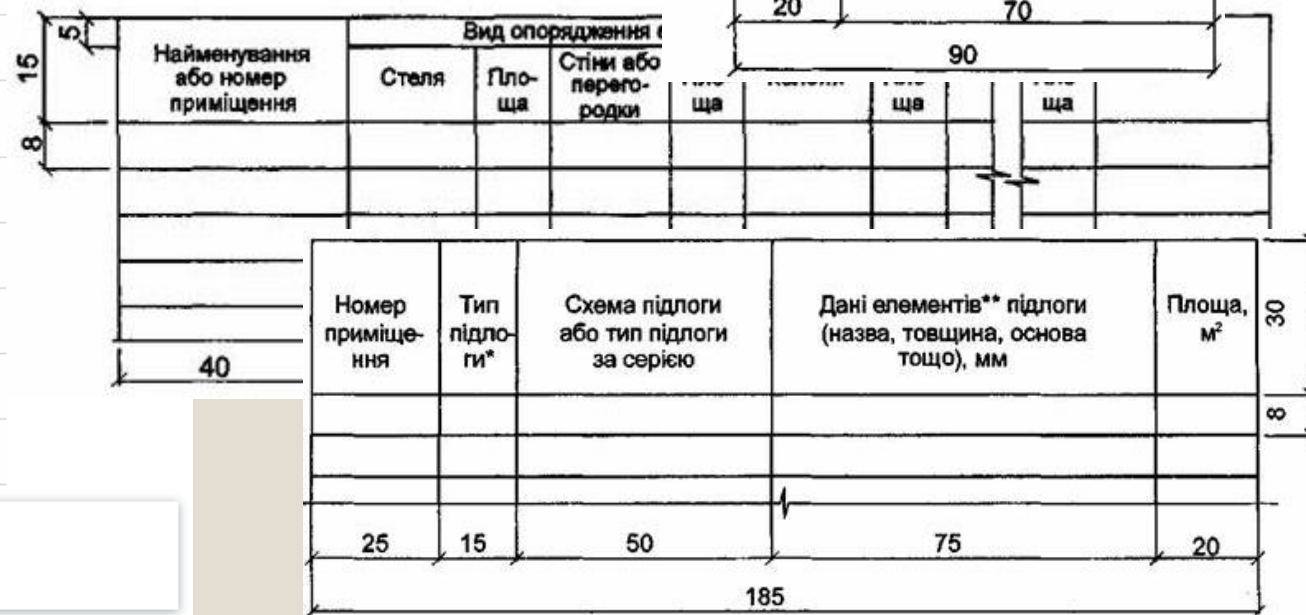 20 70
90
5
15
8
Вид опорядження
Найменування
або номер
приміщення
Стеля
Пло-
ща
Стіни або
перего-
родки
ща
ща
ща
40
Номер
приміще-
ння
Тип
підло-
ги*
Схема підлоги
або тип підлоги
за серією
Дані елементів** підлоги
(назва, товщина, основа
тощо), мм
Площа,
м²
30
8
25 15 50 75 20
185